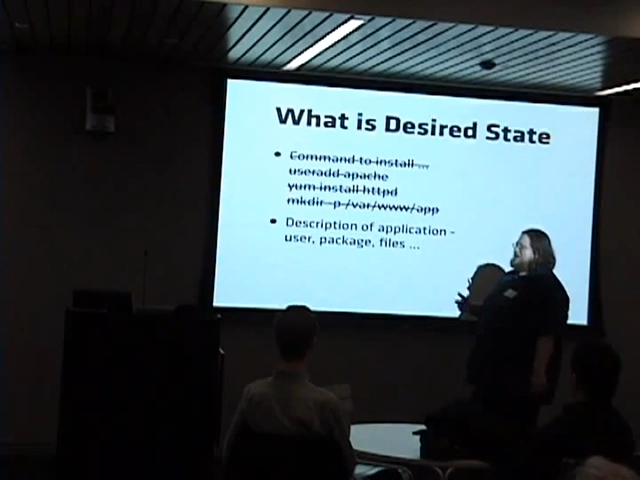 What is Desired State
• Command to install ...
useradd apache
yum install httpd
mkdir -p /var/www/app
• Description of application -
user, package, files ...